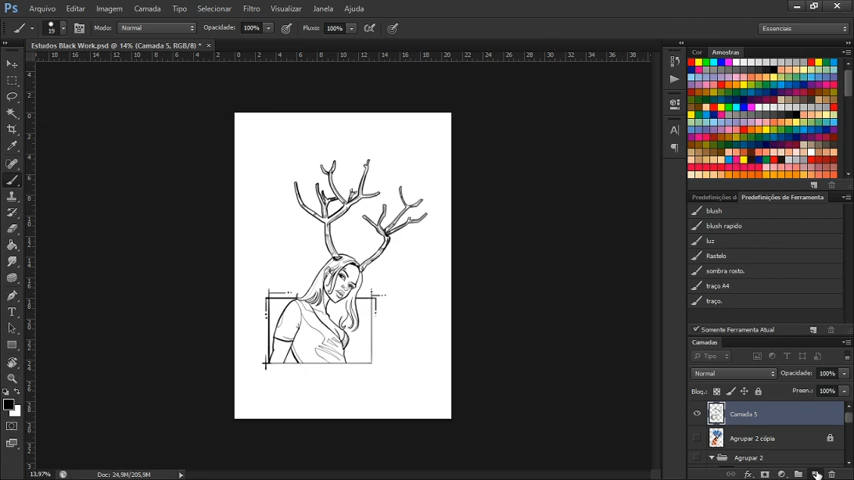 Ps Arquivo Editar Imagem Camada Tipo Selecionar Filtro Visualizar Janela Ajuda
19 Modo: Normal Opacidade: 100% Fluxo: 100% Essenciais
Estudos Black Work.psd @ 14% (Camada 5, RGB/8) * ×
Cor Amostras
Predefinições de Ferramenta
blush
blush rapido
luz
Rastelo
sombra rosto.
traço A4
traço.
Somente Ferramenta Atual
Camadas
Tipo
Normal Opacidade: 100%
Bloq.: Preen.: 100%
Camada 5
Agrupar 2 cópia
Agrupar 2
13,97% Doc: 24,9M/205,9M